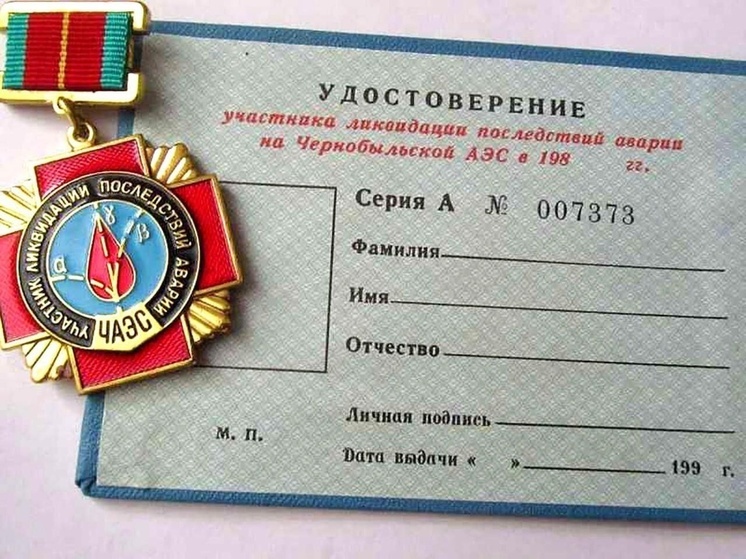 УДОСТОВЕРЕНИЕ
участника ликвидации последствий аварии
на Чернобыльской АЭС в 198 гг.
Серия А № 007373
Фамилия
Имя
Отчество
Личная подпись
М. П.
Дата выдачи « » 199 г.
УЧАСТНИК ЛИКВИДАЦИИ ПОСЛЕДСТВИЙ АВАРИИ
ЧАЭС
α γ β